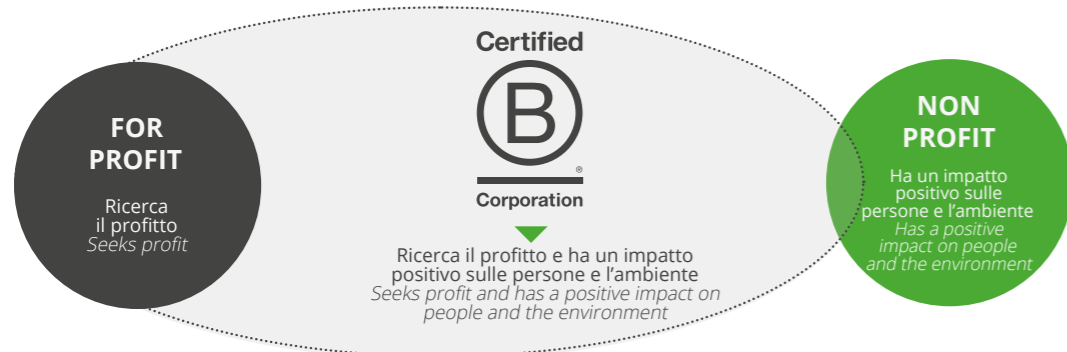 FOR
PROFIT
Ricerca
il profitto
Seeks profit
Certified
B
®
Corporation
Ricerca il profitto e ha un impatto
positivo sulle persone e l’ambiente
Seeks profit and has a positive impact on
people and the environment
NON
PROFIT
Ha un impatto
positivo sulle
persone e l’ambiente
Has a positive
impact on people
and the environment